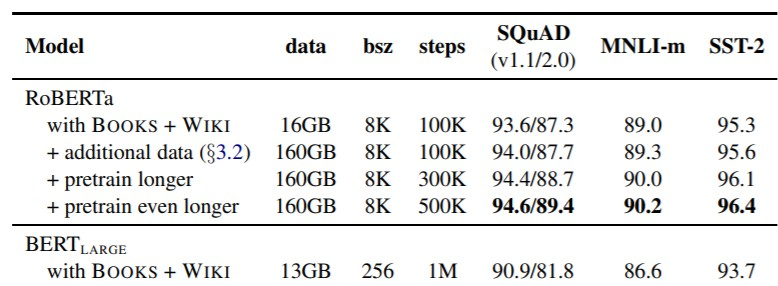 Model data bsz steps SQuAD (v1.1/2.0) MNLI-m SST-2
RoBERTa
with BOOKS + WIKI 16GB 8K 100K 93.6/87.3 89.0 95.3
+ additional data (§3.2) 160GB 8K 100K 94.0/87.7 89.3 95.6
+ pretrain longer 160GB 8K 300K 94.4/88.7 90.0 96.1
+ pretrain even longer 160GB 8K 500K 94.6/89.4 90.2 96.4
BERTLARGE
with BOOKS + WIKI 13GB 256 1M 90.9/81.8 86.6 93.7